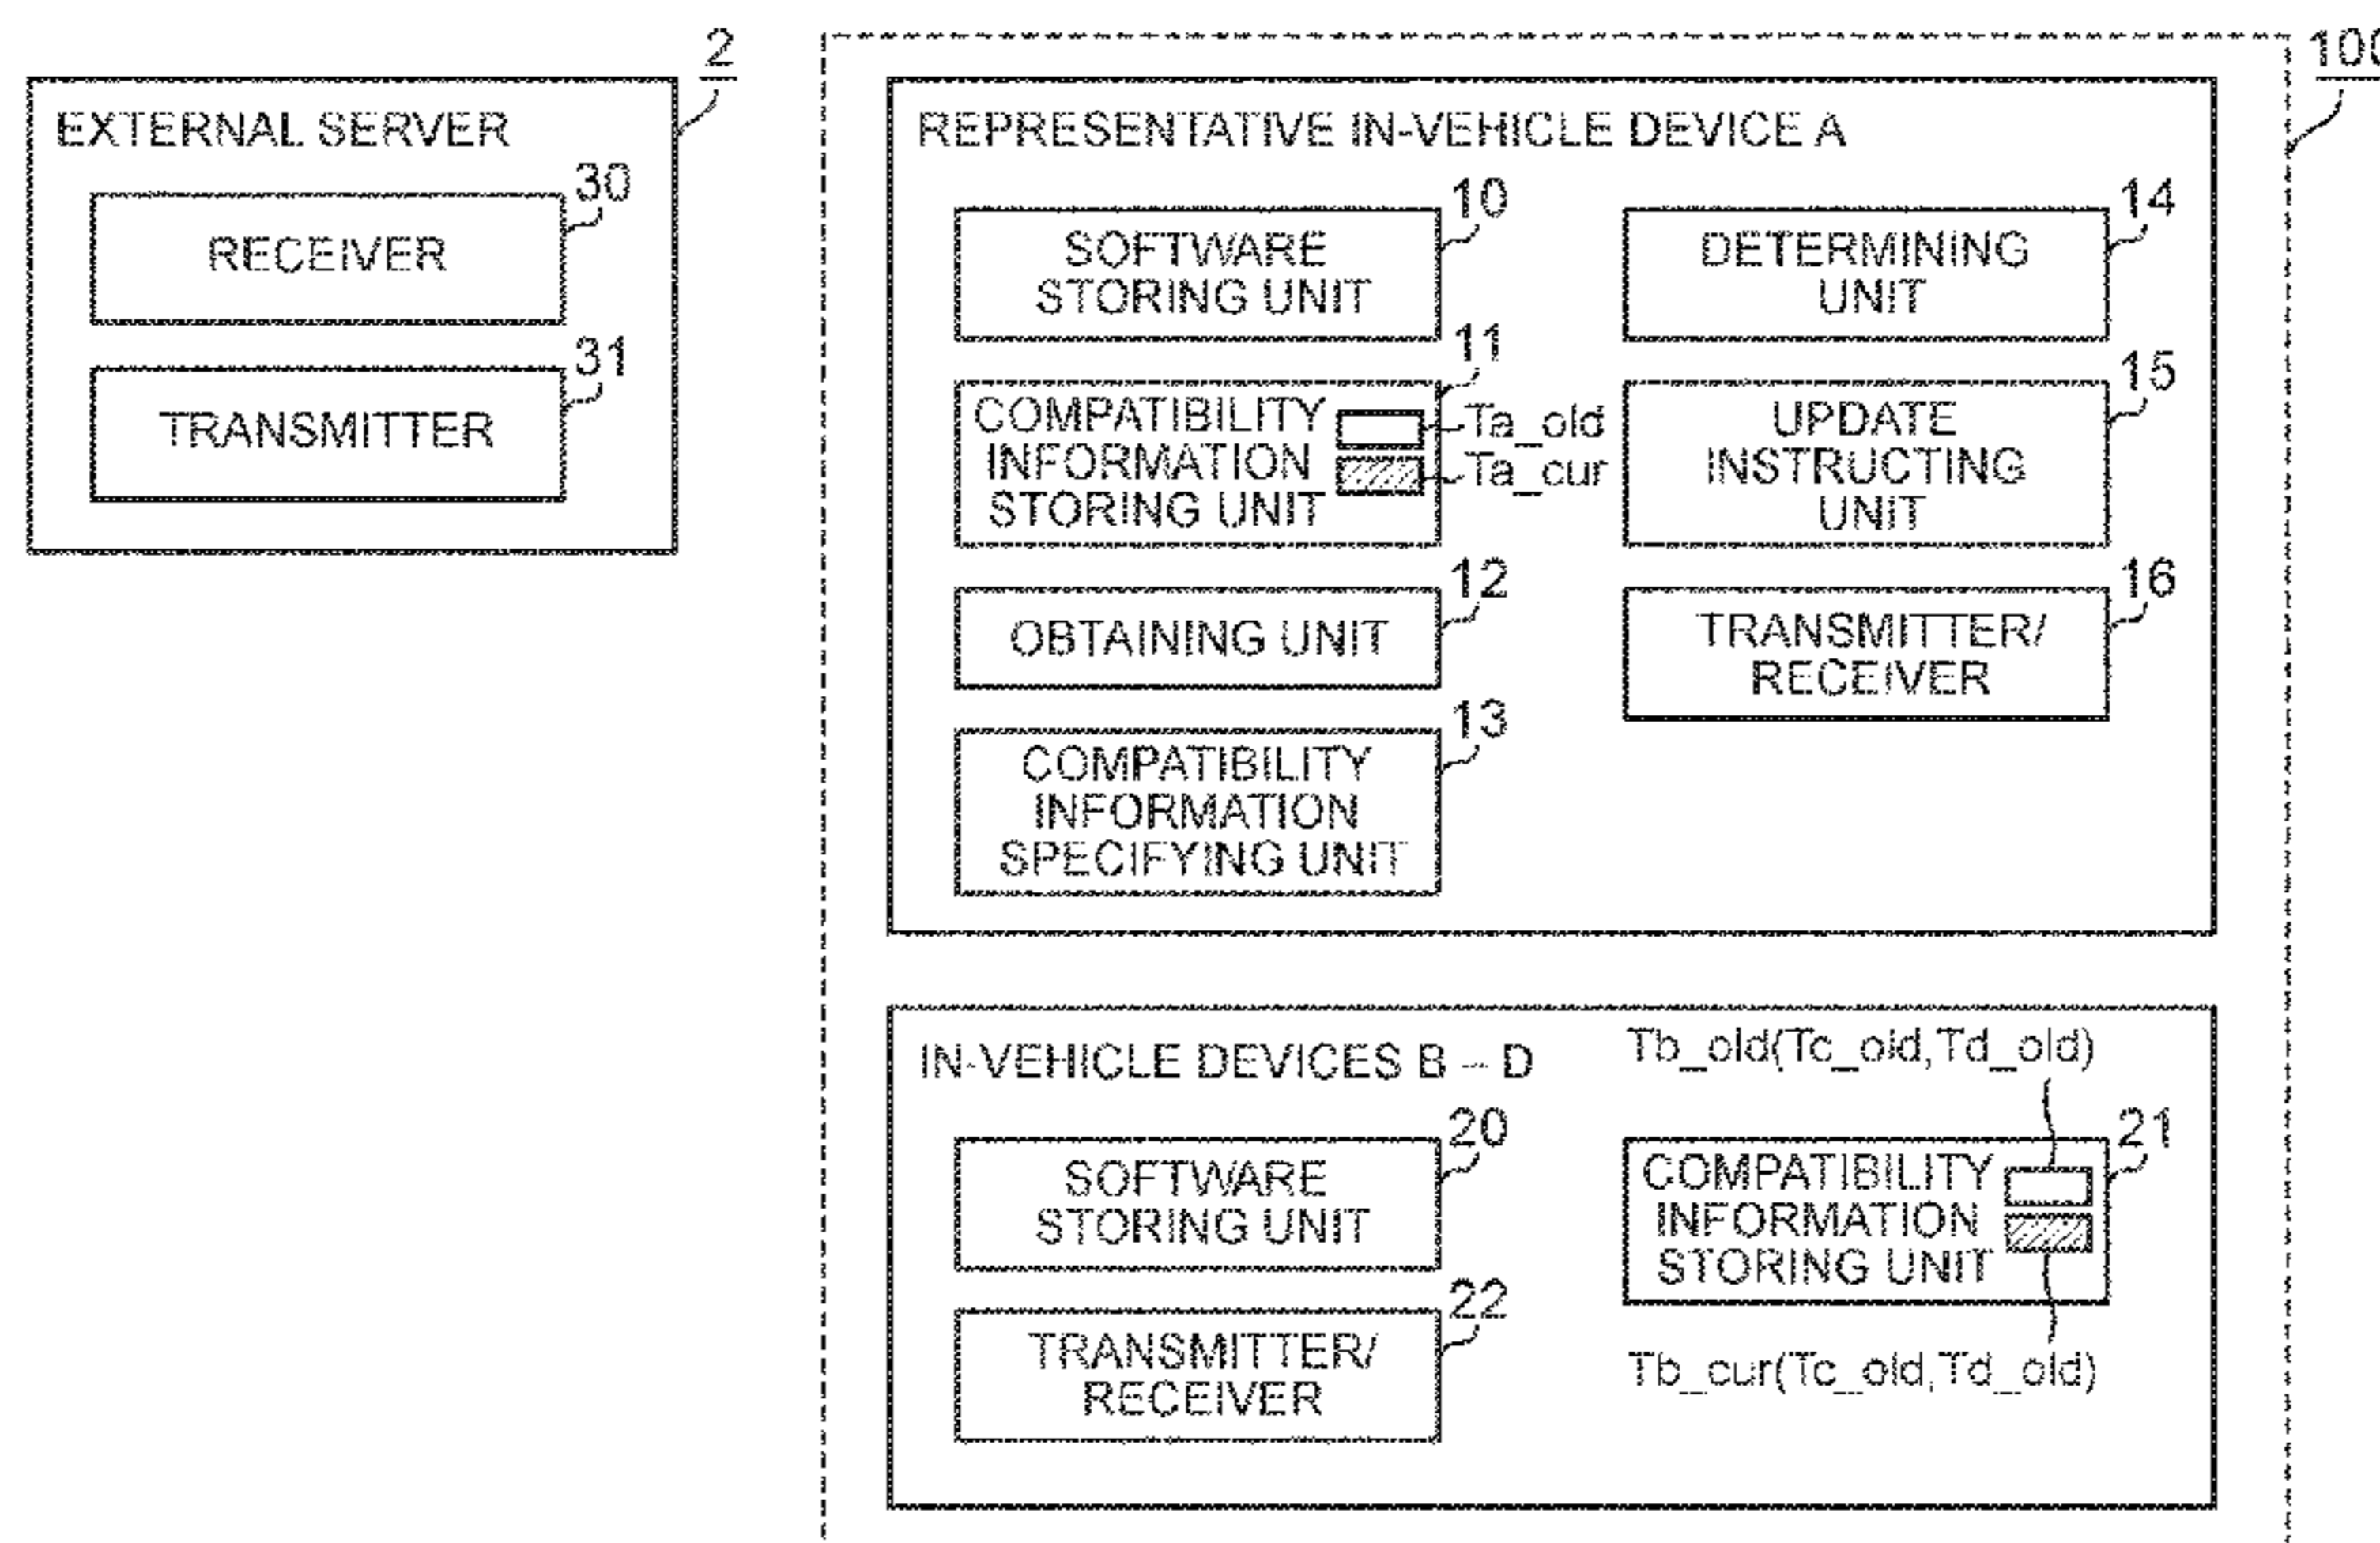 2
EXTERNAL SERVER
30
RECEIVER
31
TRANSMITTER
100
REPRESENTATIVE IN-VEHICLE DEVICE A
10
SOFTWARE
STORING UNIT
11
COMPATIBILITY
INFORMATION
STORING UNIT
Ta_old
Ta_cur
12
OBTAINING UNIT
13
COMPATIBILITY
INFORMATION
SPECIFYING UNIT
14
DETERMINING
UNIT
15
UPDATE
INSTRUCTING
UNIT
16
TRANSMITTER/
RECEIVER
IN-VEHICLE DEVICES B – D
20
SOFTWARE
STORING UNIT
22
TRANSMITTER/
RECEIVER
Tb_old(Tc_old,Td_old)
21
COMPATIBILITY
INFORMATION
STORING UNIT
Tb_cur(Tc_old,Td_old)